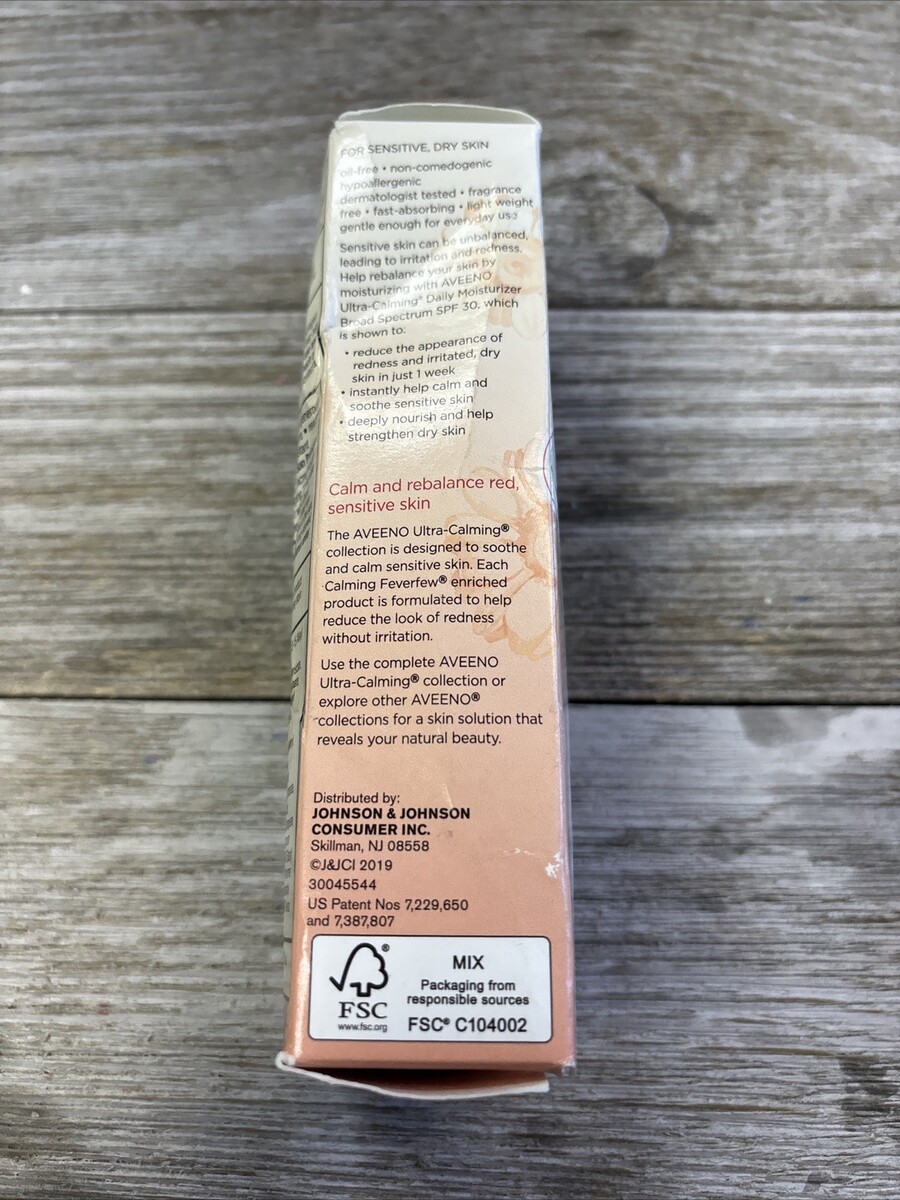 FOR SENSITIVE, DRY SKIN
oil-free • non-comedogenic
hypoallergenic
dermatologist tested • fragrance
free • fast-absorbing • light weight
gentle enough for everyday use
Sensitive skin can be unbalanced,
leading to irritation and redness.
Help rebalance your skin by
moisturizing with AVEENO
Ultra-Calming® Daily Moisturizer
Broad Spectrum SPF 30, which
is shown to:
• reduce the appearance of
redness and irritated, dry
skin in just 1 week
• instantly help calm and
soothe sensitive skin
• deeply nourish and help
strengthen dry skin
Calm and rebalance red,
sensitive skin
The AVEENO Ultra-Calming®
collection is designed to soothe
and calm sensitive skin. Each
Calming Feverfew® enriched
product is formulated to help
reduce the look of redness
without irritation.
Use the complete AVEENO
Ultra-Calming® collection or
explore other AVEENO®
collections for a skin solution that
reveals your natural beauty.
Distributed by:
JOHNSON & JOHNSON
CONSUMER INC.
Skillman, NJ 08558
©J&JCI 2019
30045544
US Patent Nos 7,229,650
and 7,387,807
®
FSC
www.fsc.org
MIX
Packaging from
responsible sources
FSC® C104002